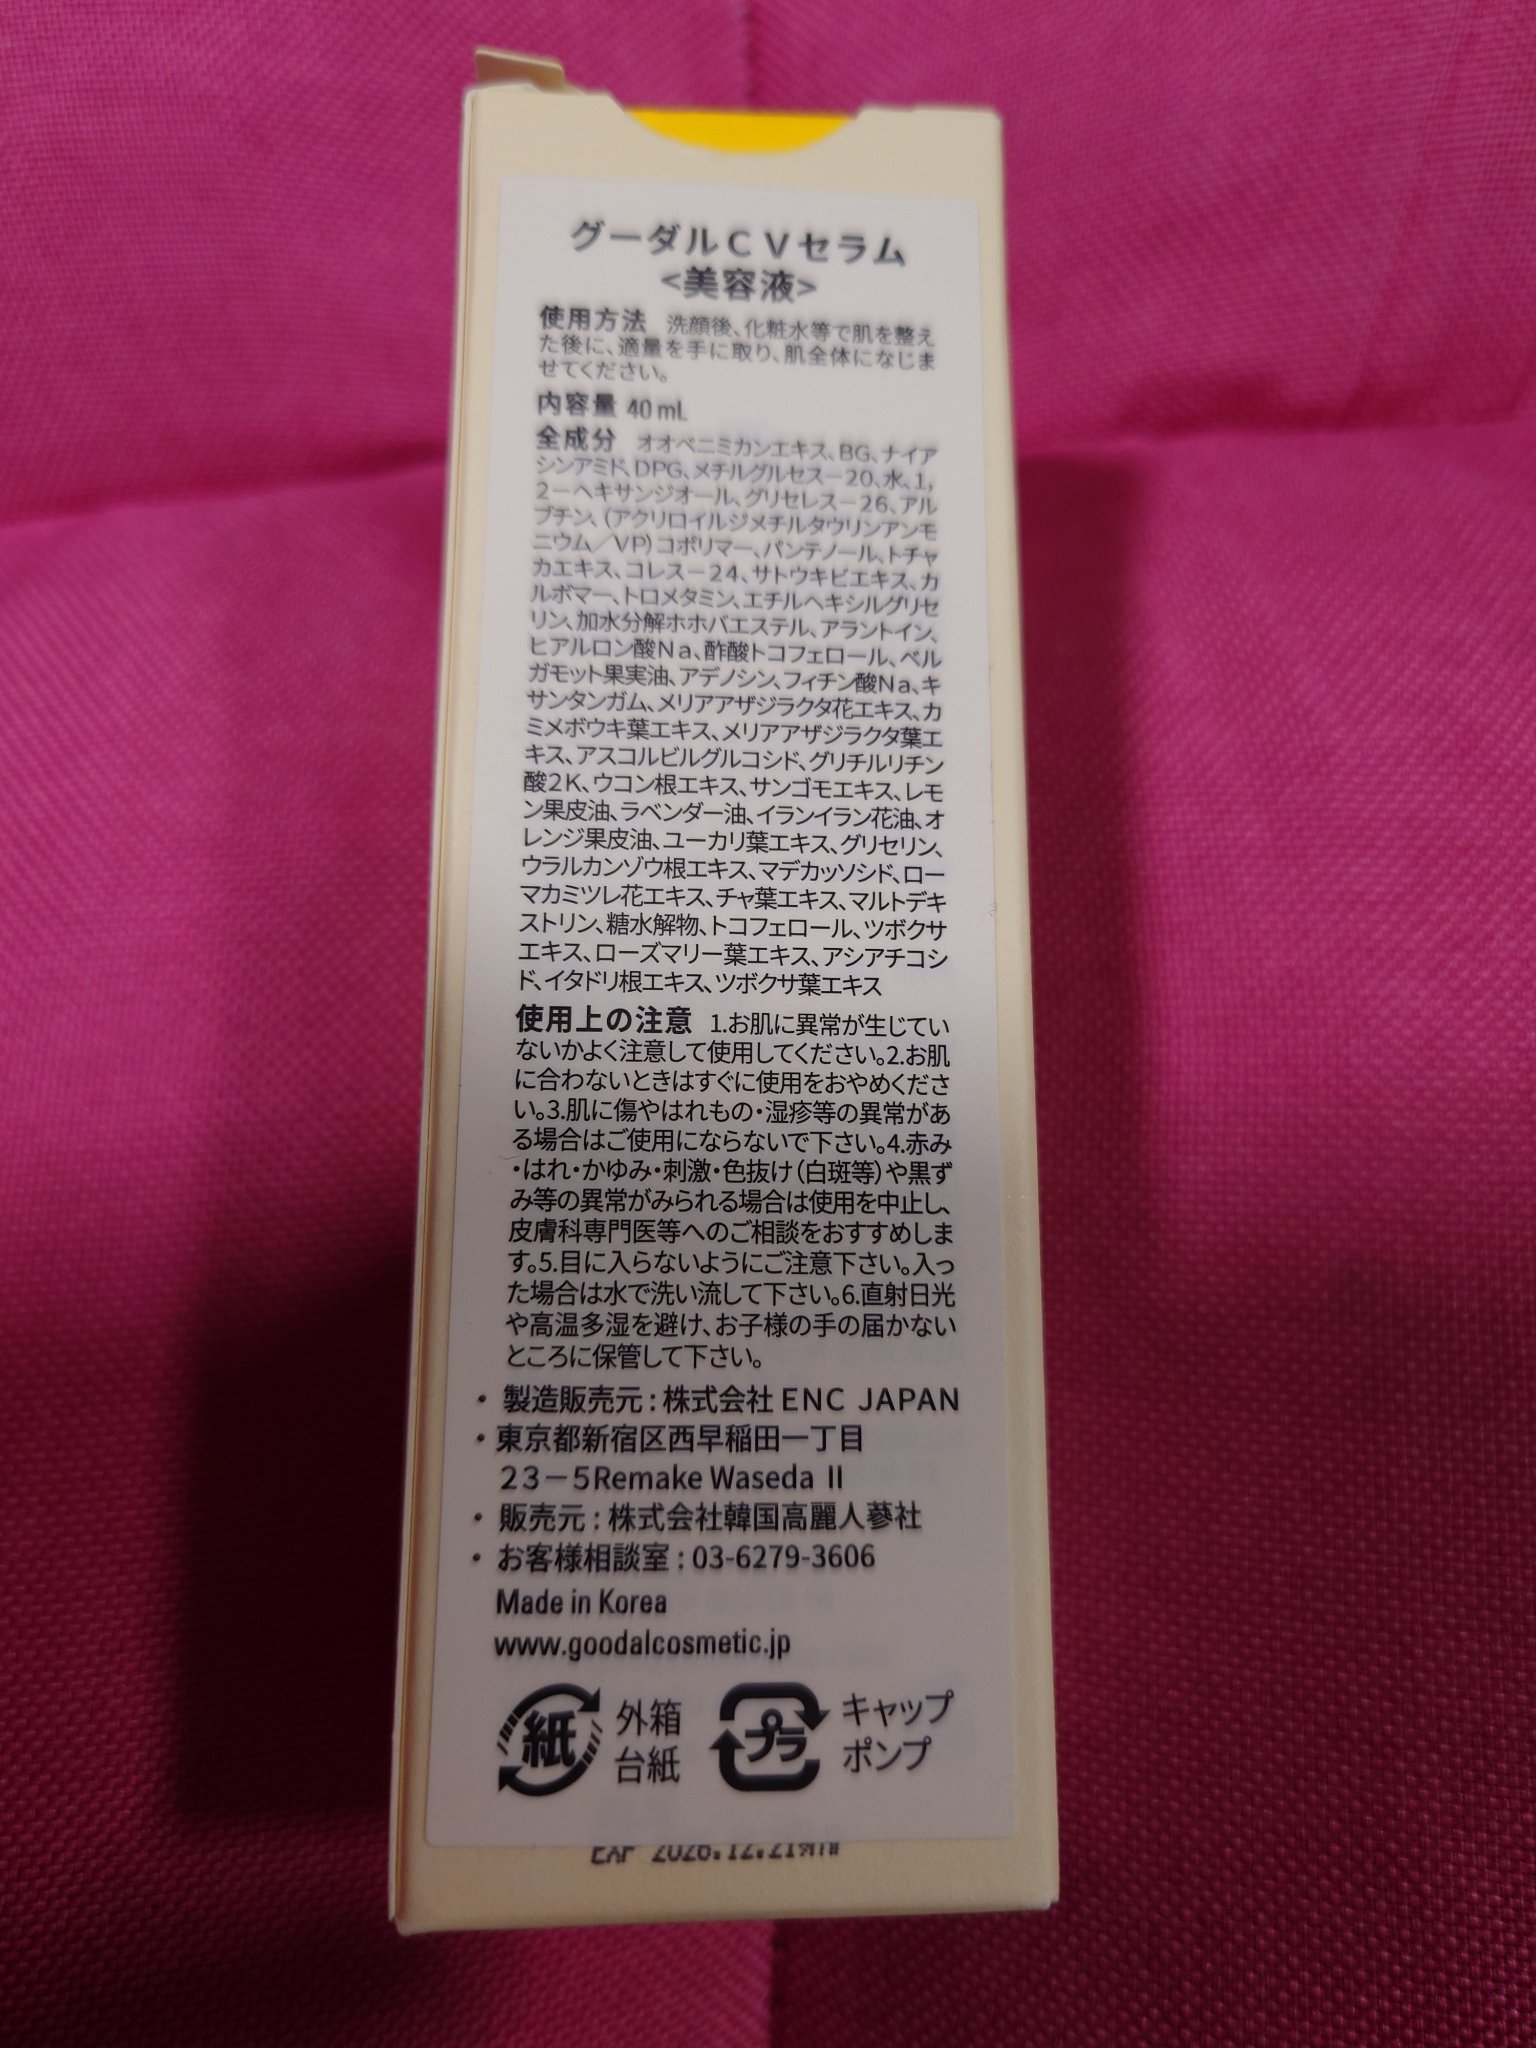 グーダルＣＶセラム
<美容液>
使用方法 洗顔後、化粧水等で肌を整え
た後に、適量を手に取り、肌全体になじま
せてください。
内容量 40 mL
全成分 オオベニミカンエキス、BG、ナイア
シンアミド、DPG、メチルグルセス－20、水、1,
2－ヘキサンジオール、グリセレス－26、アル
ブチン、(アクリロイルジメチルタウリンアンモ
ニウム／VP)コポリマー、パンテノール、トチャ
カエキス、コレス－24、サトウキビエキス、カ
ルボマー、トロメタミン、エチルヘキシルグリセ
リン、加水分解ホホバエステル、アラントイン、
ヒアルロン酸Na、酢酸トコフェロール、ベル
ガモット果実油、アデノシン、フィチン酸Na、キ
サンタンガム、メリアアザジラクタ花エキス、カ
ミメボウキ葉エキス、メリアアザジラクタ葉エ
キス、アスコルビルグルコシド、グリチルリチン
酸2K、ウコン根エキス、サンゴモエキス、レモ
ン果皮油、ラベンダー油、イランイラン花油、オ
レンジ果皮油、ユーカリ葉エキス、グリセリン、
ウラルカンゾウ根エキス、マデカッソシド、ロー
マカミツレ花エキス、チャ葉エキス、マルトデキ
ストリン、糖水解物、トコフェロール、ツボクサ
エキス、ローズマリー葉エキス、アシアチコシ
ド、イタドリ根エキス、ツボクサ葉エキス
使用上の注意 1.お肌に異常が生じてい
ないかよく注意して使用してください。2.お肌
に合わないときはすぐに使用をおやめくださ
い。3.肌に傷やはれもの・湿疹等の異常があ
る場合はご使用にならないで下さい。4.赤み
・はれ・かゆみ・刺激・色抜け(白斑等)や黒ず
み等の異常がみられる場合は使用を中止し、
皮膚科専門医等へのご相談をおすすめしま
す。5.目に入らないようにご注意下さい。入っ
た場合は水で洗い流して下さい。6.直射日光
や高温多湿を避け、お子様の手の届かない
ところに保管して下さい。
・ 製造販売元 : 株式会社 ENC JAPAN
・ 東京都新宿区西早稲田一丁目
２３－５Remake Waseda Ⅱ
・ 販売元 : 株式会社韓国高麗人蔘社
・ お客様相談室 : 03-6279-3606
Made in Korea
www.goodalcosmetic.jp
紙 外箱
台紙
プラ キャップ
ポンプ
EXP 2026.12.21